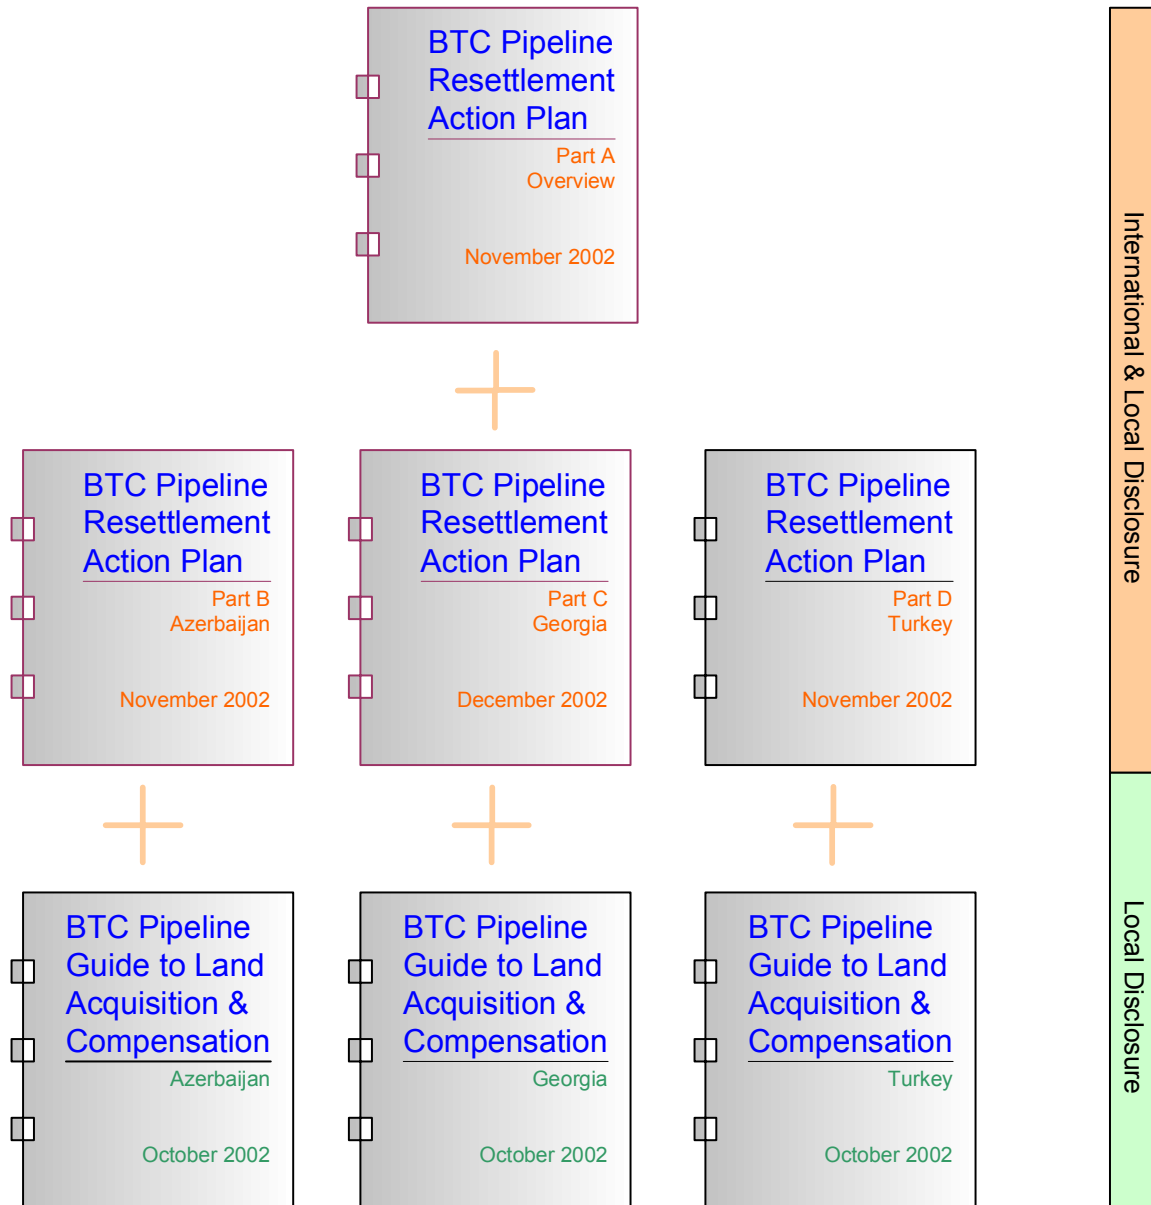 BTC Pipeline
Resettlement
Action Plan
Part A
Overview
November 2002
BTC Pipeline
Resettlement
Action Plan
Part B
Azerbaijan
November 2002
BTC Pipeline
Resettlement
Action Plan
Part C
Georgia
December 2002
BTC Pipeline
Resettlement
Action Plan
Part D
Turkey
November 2002
BTC Pipeline
Guide to Land
Acquisition &
Compensation
Azerbaijan
October 2002
BTC Pipeline
Guide to Land
Acquisition &
Compensation
Georgia
October 2002
BTC Pipeline
Guide to Land
Acquisition &
Compensation
Turkey
October 2002
International & Local Disclosure
Local Disclosure